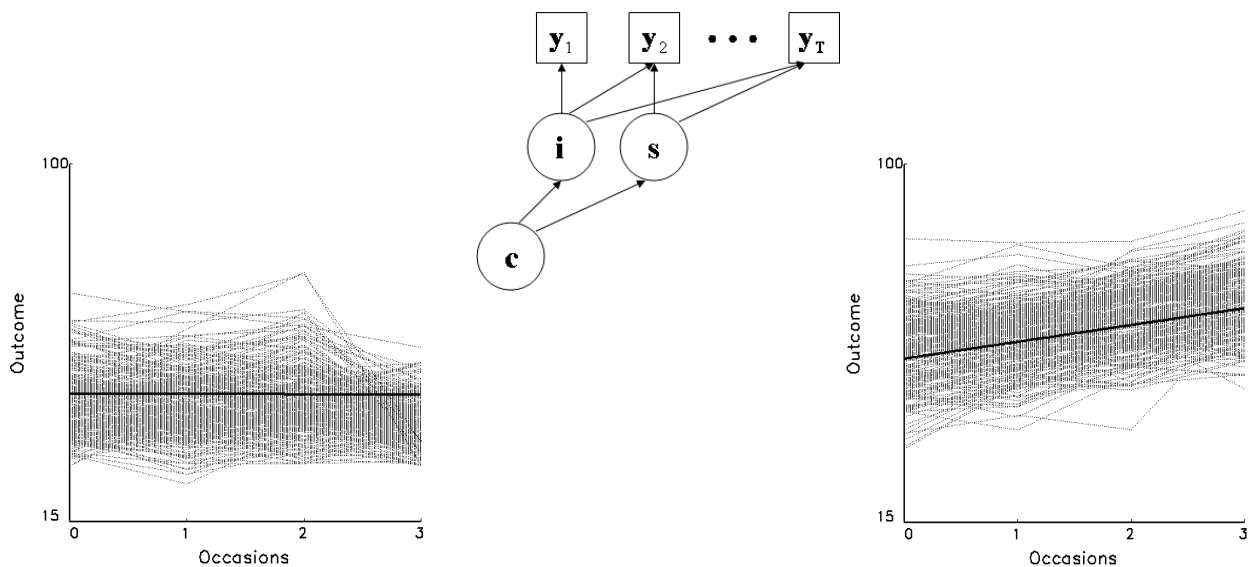 y1 y2 • • • yT
i s
c
100
Outcome
15
0 1 2 3
Occasions
100
Outcome
15
0 1 2 3
Occasions